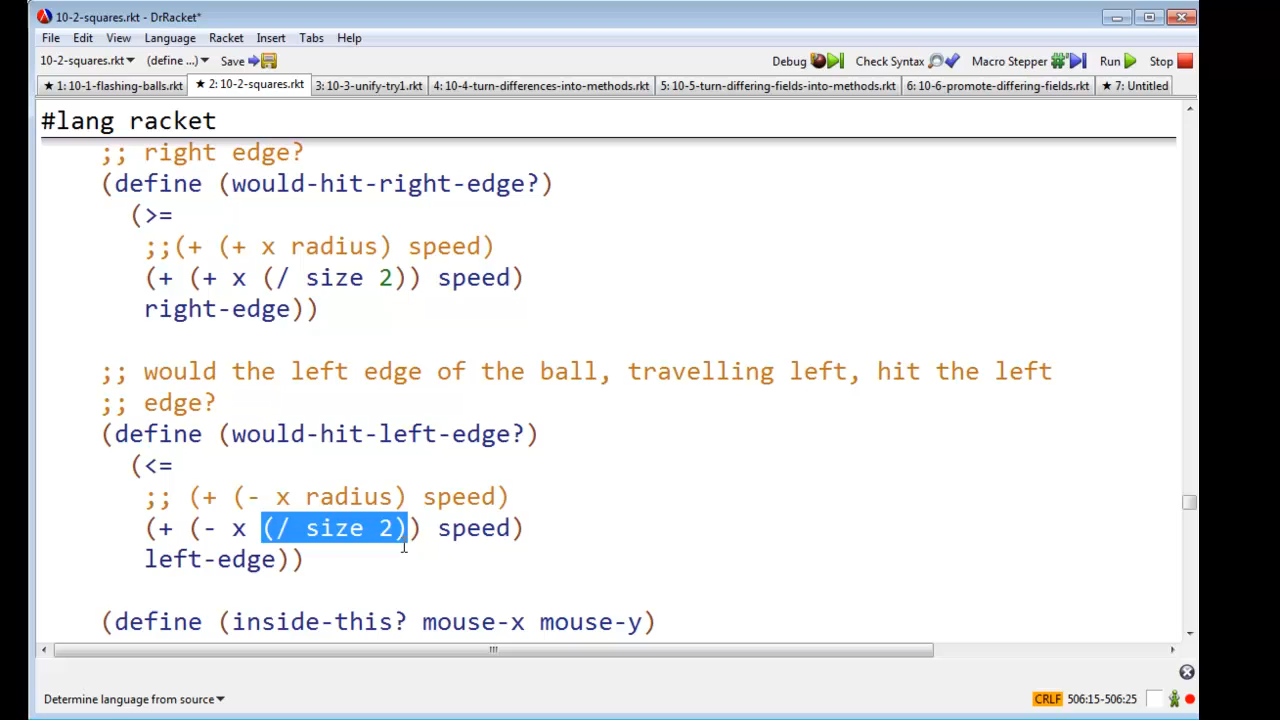 10-2-squares.rkt - DrRacket*
File Edit View Language Racket Insert Tabs Help
10-2-squares.rkt▾ (define ...)▾ Save Debug Check Syntax Macro Stepper Run Stop
★ 1: 10-1-flashing-balls.rkt ★ 2: 10-2-squares.rkt 3: 10-3-unify-try1.rkt 4: 10-4-turn-differences-into-methods.rkt 5: 10-5-turn-differing-fields-into-methods.rkt 6: 10-6-promote-differing-fields.rkt ★ 7: Untitled
#lang racket
;; right edge?
(define (would-hit-right-edge?)
(>=
;;(+ (+ x radius) speed)
(+ (+ x (/ size 2)) speed)
right-edge))
;; would the left edge of the ball, travelling left, hit the left
;; edge?
(define (would-hit-left-edge?)
(<=
;; (+ (- x radius) speed)
(+ (- x (/ size 2)) speed)
left-edge))
(define (inside-this? mouse-x mouse-y)
Determine language from source▾ CRLF 506:15-506:25